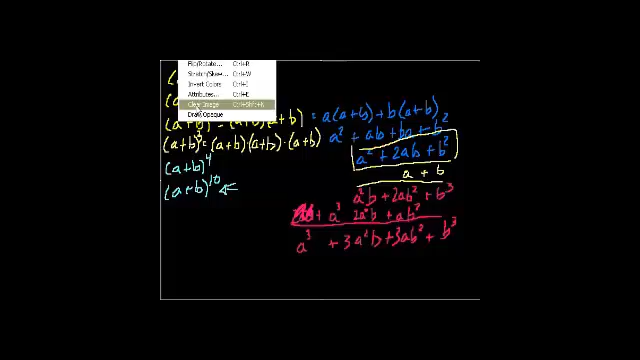 Flip/Rotate... Ctrl+R
Stretch/Skew... Ctrl+W
Invert Colors Ctrl+I
Attributes... Ctrl+E
Clear Image Ctrl+Shft+N
Draw Opaque
= a(a+b) + b(a+b)
a² + ab + ba + b²
(a+b)³ = (a+b)·(a+b)·(a+b)
a² + 2ab + b²
(a+b)⁴
a + b
(a+b)¹⁰ ←
a²b + 2ab² + b³
+ a³ 2a²b + ab²
a³ + 3a²b + 3ab² + b³